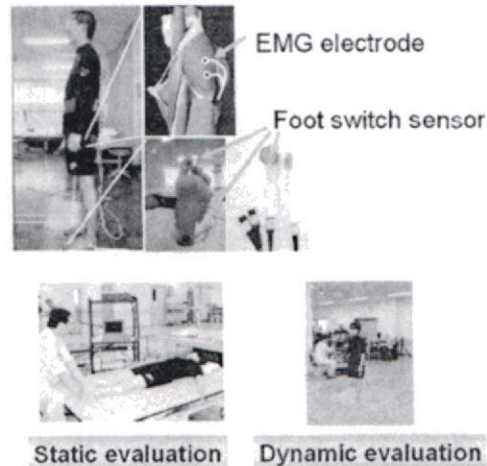 EMG electrode
Foot switch sensor
Static evaluation
Dynamic evaluation